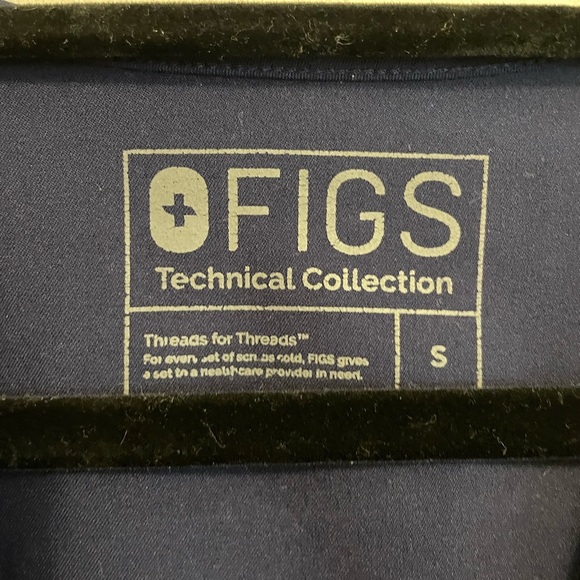 FIGS
Technical Collection
Threads for Threads™
For every set of scrubs sold, FIGS gives
a set to a healthcare provider in need.
S